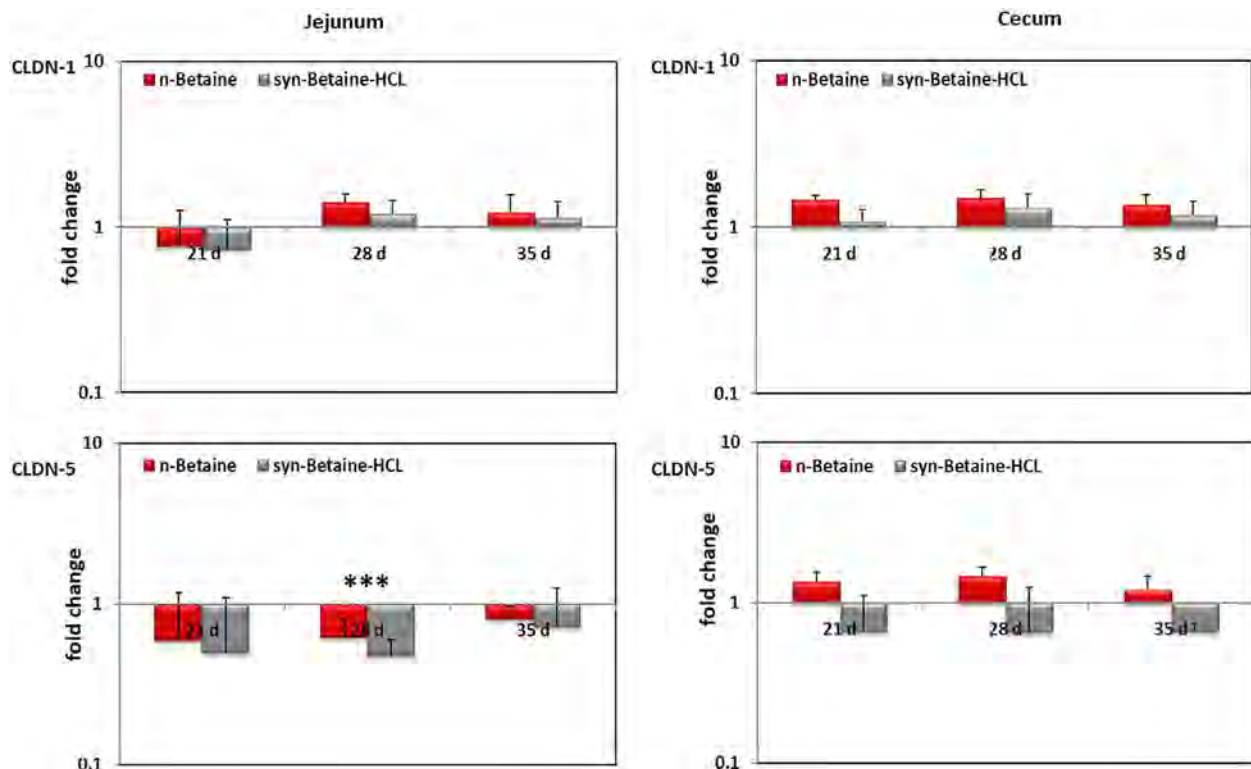 Jejunum
CLDN-1
10
n-Betaine
syn-Betaine-HCL
fold change
1
21 d
28 d
35 d
0.1
Cecum
CLDN-1
10
n-Betaine
syn-Betaine-HCL
fold change
1
21 d
28 d
35 d
0.1
CLDN-5
10
n-Betaine
syn-Betaine-HCL
fold change
***
1
21 d
28 d
35 d
0.1
CLDN-5
10
n-Betaine
syn-Betaine-HCL
fold change
1
21 d
28 d
35 d
0.1